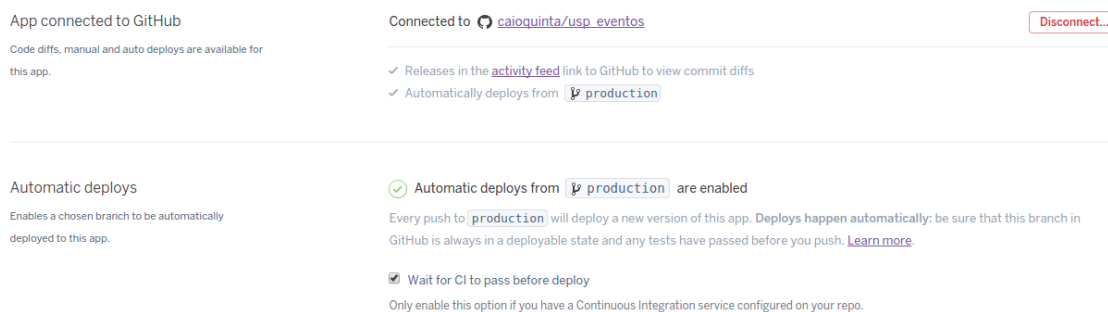 App connected to GitHub
Code diffs, manual and auto deploys are available for
this app.
Connected to caioquinta/usp_eventos
Disconnect...
Releases in the activity feed link to GitHub to view commit diffs
Automatically deploys from production
Automatic deploys
Enables a chosen branch to be automatically
deployed to this app.
Automatic deploys from production are enabled
Every push to production will deploy a new version of this app. Deploys happen automatically: be sure that this branch in
GitHub is always in a deployable state and any tests have passed before you push. Learn more.
Wait for CI to pass before deploy
Only enable this option if you have a Continuous Integration service configured on your repo.